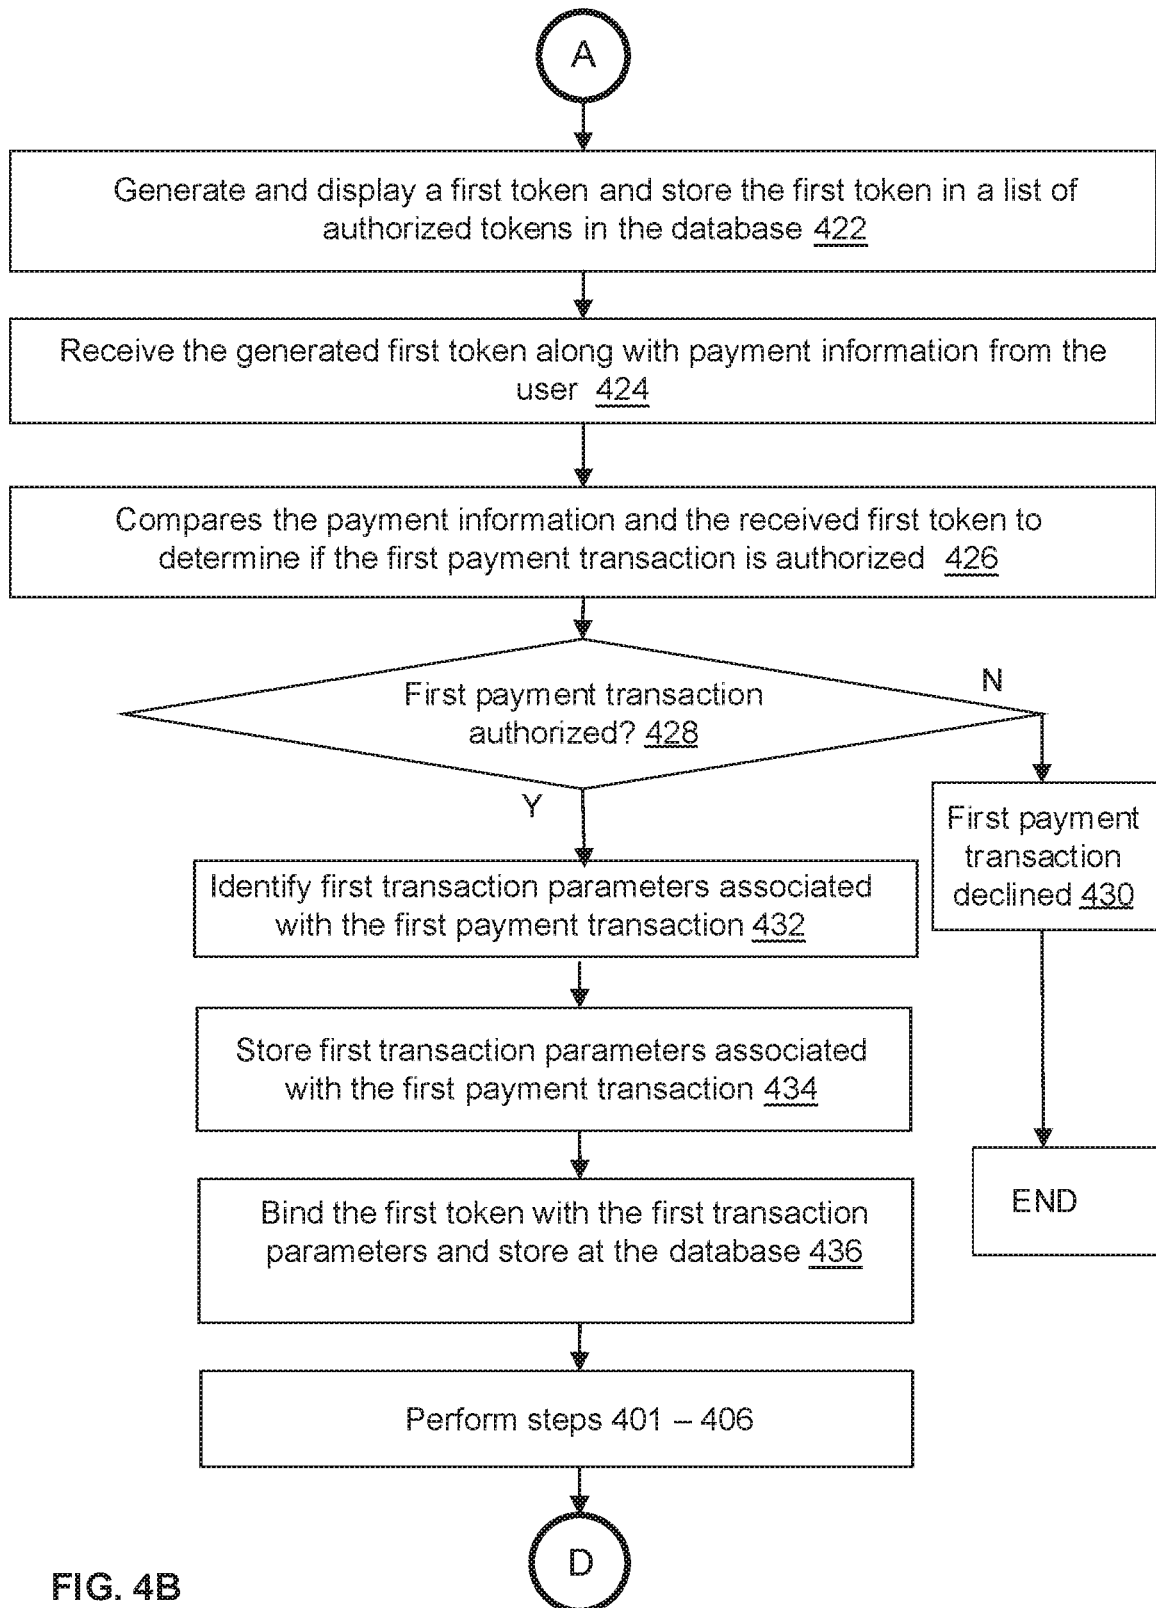 A
Generate and display a first token and store the first token in a list of
authorized tokens in the database 422
Receive the generated first token along with payment information from the
user 424
Compares the payment information and the received first token to
determine if the first payment transaction is authorized 426
First payment transaction
authorized? 428
N
Y
First payment
transaction
declined 430
Identify first transaction parameters associated
with the first payment transaction 432
Store first transaction parameters associated
with the first payment transaction 434
END
Bind the first token with the first transaction
parameters and store at the database 436
Perform steps 401 – 406
D
FIG. 4B